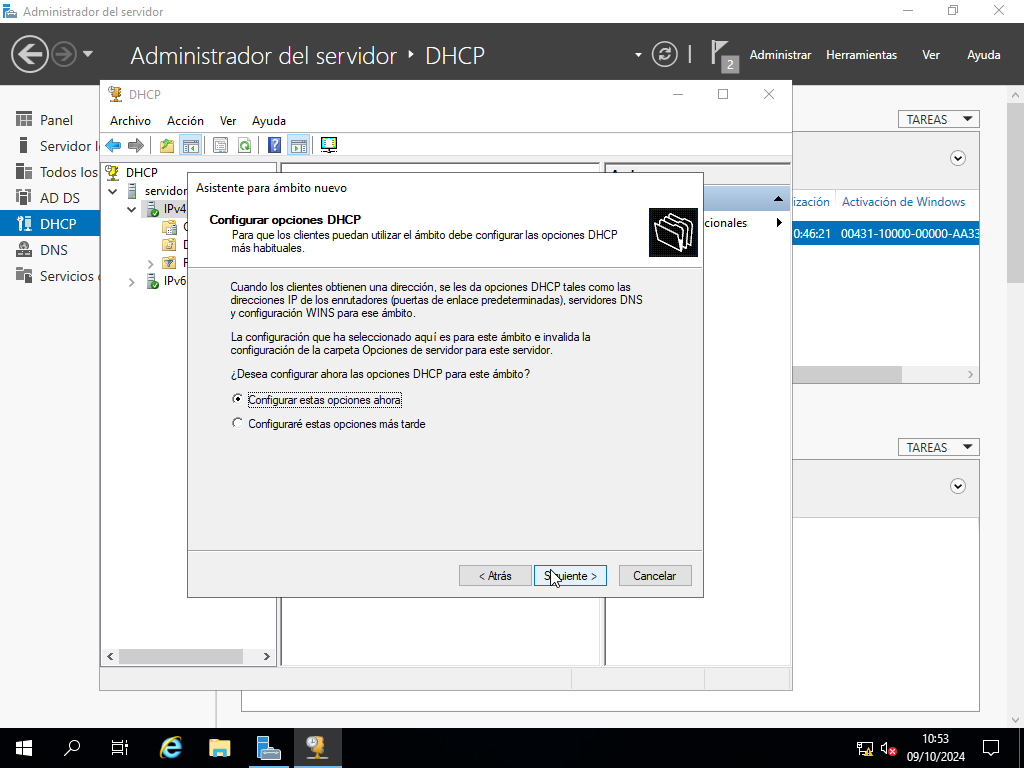 Administrador del servidor
Administrador del servidor
DHCP
2
Administrar
Herramientas
Ver
Ayuda
Panel
Servidor
Todos los
AD DS
DHCP
DNS
Servicios
DHCP
Archivo
Acción
Ver
Ayuda
DHCP
servidor
IPv4
IPv6
cionales
Asistente para ámbito nuevo
Configurar opciones DHCP
Para que los clientes puedan utilizar el ámbito debe configurar las opciones DHCP
más habituales.
Cuando los clientes obtienen una dirección, se les da opciones DHCP tales como las
direcciones IP de los enrutadores (puertas de enlace predeterminadas), servidores DNS
y configuración WINS para ese ámbito.
La configuración que ha seleccionado aquí es para este ámbito e invalida la
configuración de la carpeta Opciones de servidor para este servidor.
¿Desea configurar ahora las opciones DHCP para este ámbito?
Configurar estas opciones ahora
Configuraré estas opciones más tarde
< Atrás
Siguiente >
Cancelar
TAREAS
ización
Activación de Windows
0:46:21
00431-10000-00000-AA33
TAREAS
10:53
09/10/2024